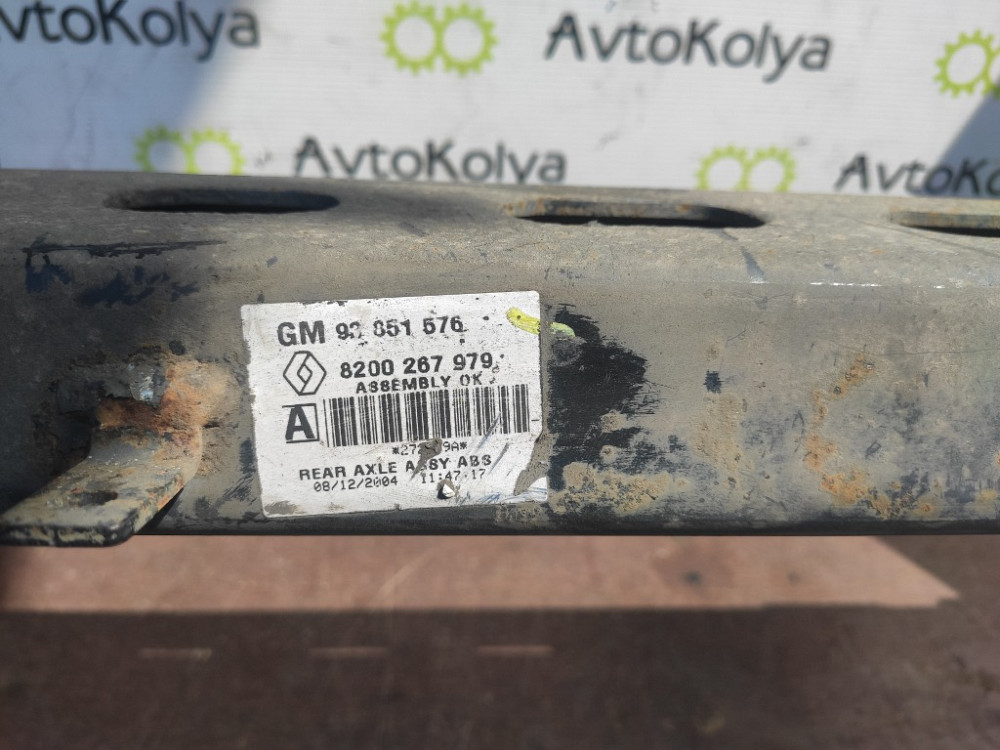 AvtoKolya
AvtoKolya
AvtoKolya
AvtoKolya
GM 93 851 576
8200 267 979
ASSEMBLY OK
A
REAR AXLE ASSY ABS
08/12/2004 11:47:17